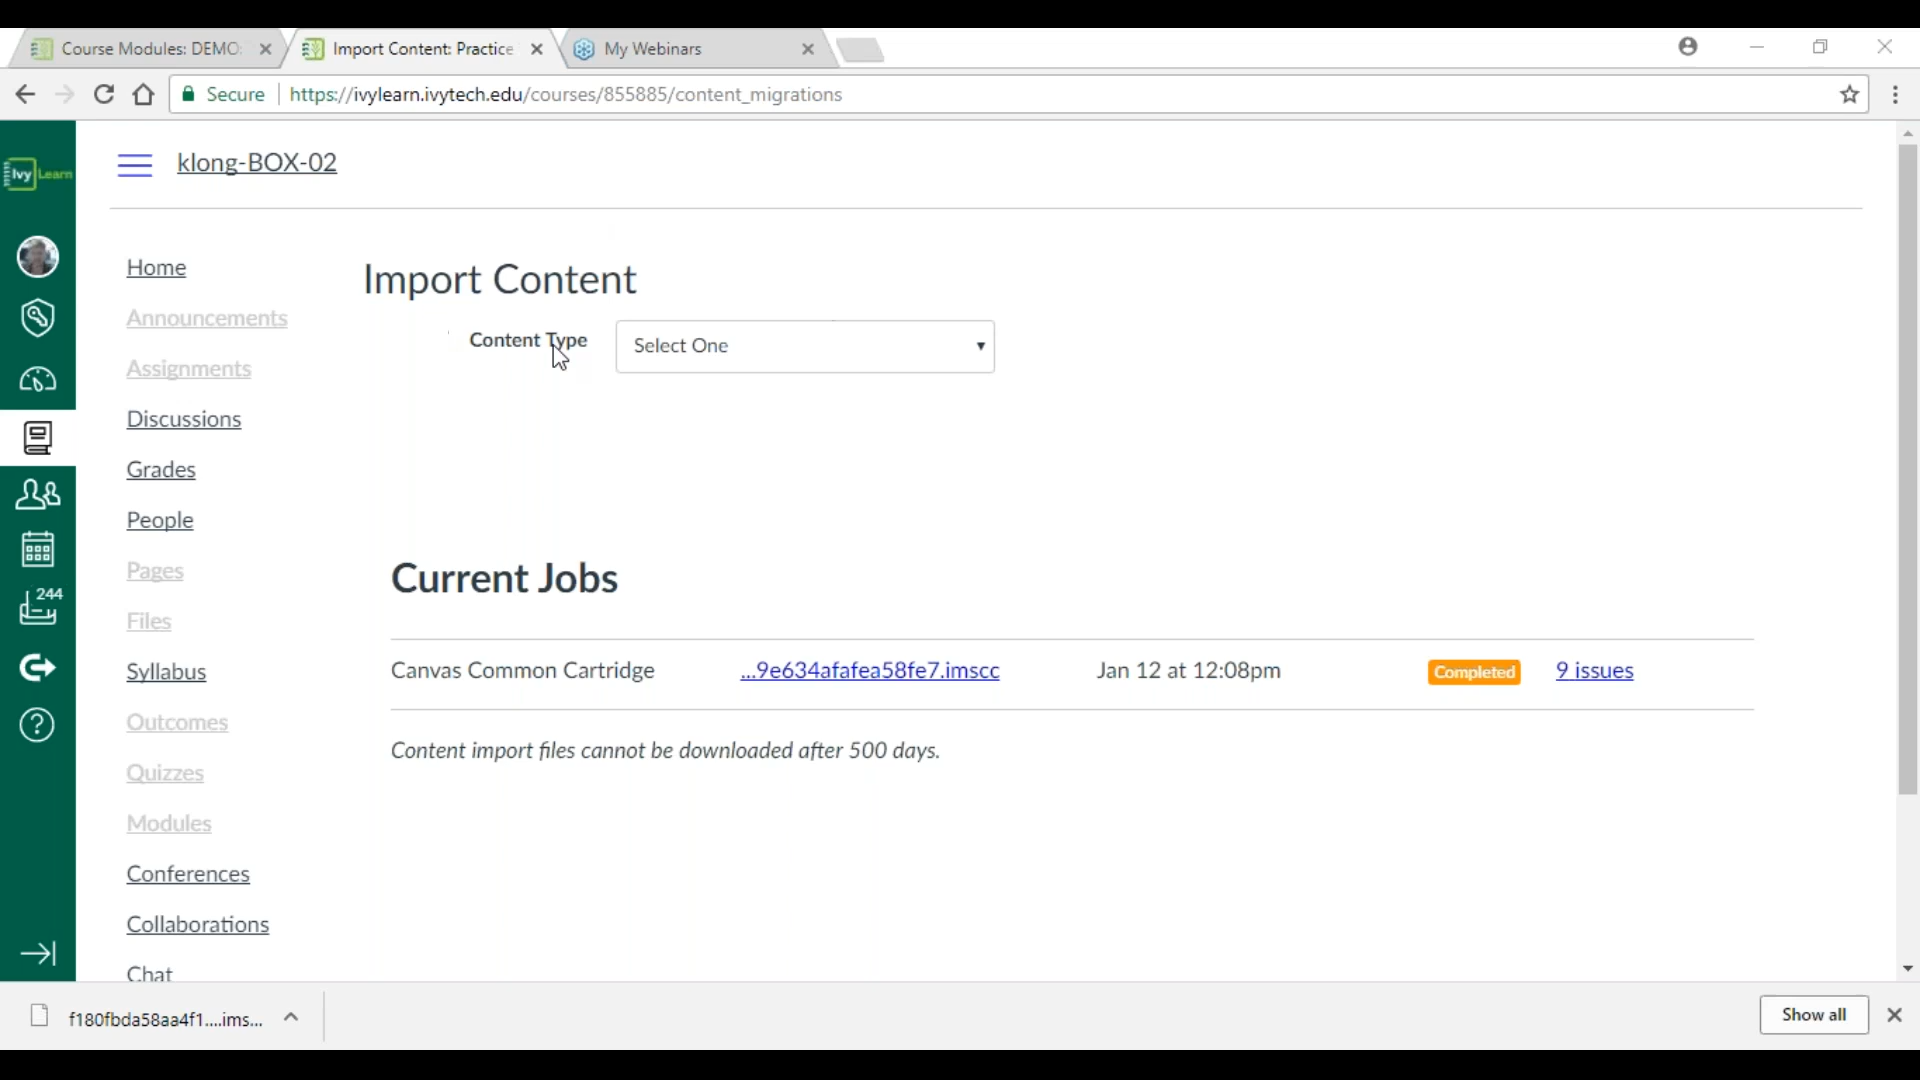 Course Modules: DEMO:
Import Content: Practice
My Webinars
Secure
https://ivylearn.ivytech.edu/courses/855885/content_migrations
Ivy Learn
klong-BOX-02
Home
Announcements
Assignments
Discussions
Grades
People
Pages
Files
Syllabus
Outcomes
Quizzes
Modules
Conferences
Collaborations
Chat
244
Import Content
Content Type
Select One
Current Jobs
Canvas Common Cartridge ...9e634afafea58fe7.imscc Jan 12 at 12:08pm Completed 9 issues
Content import files cannot be downloaded after 500 days.
f180fbda58aa4f1....ims...
Show all